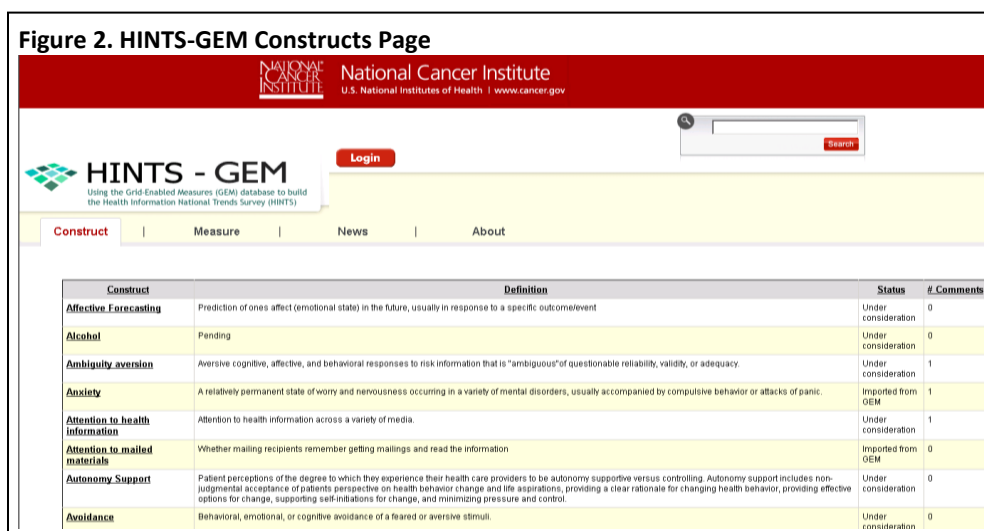 Figure 2. HINTS-GEM Constructs Page
NATIONAL
CANCER
INSTITUTE
National Cancer Institute
U.S. National Institutes of Health | www.cancer.gov
Search
Login
HINTS - GEM
Using the Grid-Enabled Measures (GEM) database to build
the Health Information National Trends Survey (HINTS)
Construct | Measure | News | About
Construct Definition Status # Comments
Affective Forecasting Prediction of ones affect (emotional state) in the future, usually in response to a specific outcome/event Under 0
consideration
Alcohol Pending Under 0
consideration
Ambiguity aversion Aversive cognitive, affective, and behavioral responses to risk information that is "ambiguous"of questionable reliability, validity, or adequacy. Under 1
consideration
Anxiety A relatively permanent state of worry and nervousness occurring in a variety of mental disorders, usually accompanied by compulsive behavior or attacks of panic. Imported from 1
GEM
Attention to health Attention to health information across a variety of media. Under 1
information consideration
Attention to mailed Whether mailing recipients remember getting mailings and read the information Imported from 0
materials GEM
Autonomy Support Patient perceptions of the degree to which they experience their health care providers to be autonomy supportive versus controlling. Autonomy support includes non- Under 0
judgmental acceptance of patients perspective on health behavior change and life aspirations, providing a clear rationale for changing health behavior, providing effective consideration
options for change, supporting self-initiations for change, and minimizing pressure and control.
Avoidance Behavioral, emotional, or cognitive avoidance of a feared or aversive stimuli. Under 0
consideration